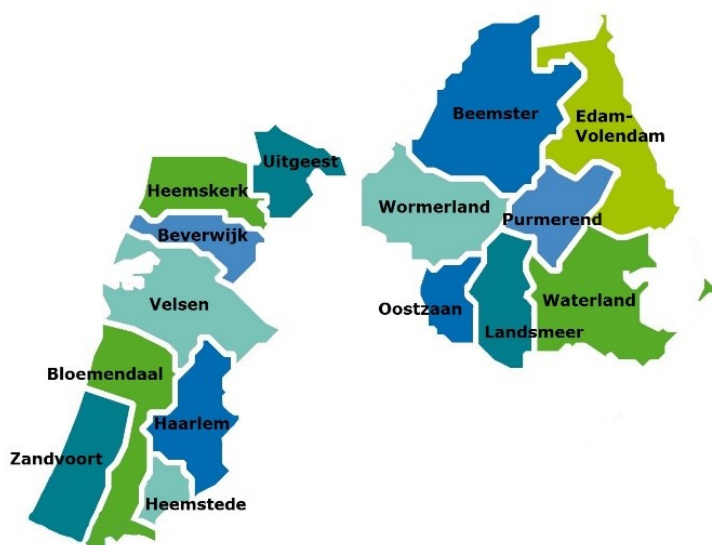 Beemster
Edam-
Volendam
Uitgeest
Heemskerk
Wormerland
Purmerend
Beverwijk
Velsen
Oostzaan
Waterland
Landsmeer
Bloemendaal
Haarlem
Zandvoort
Heemstede